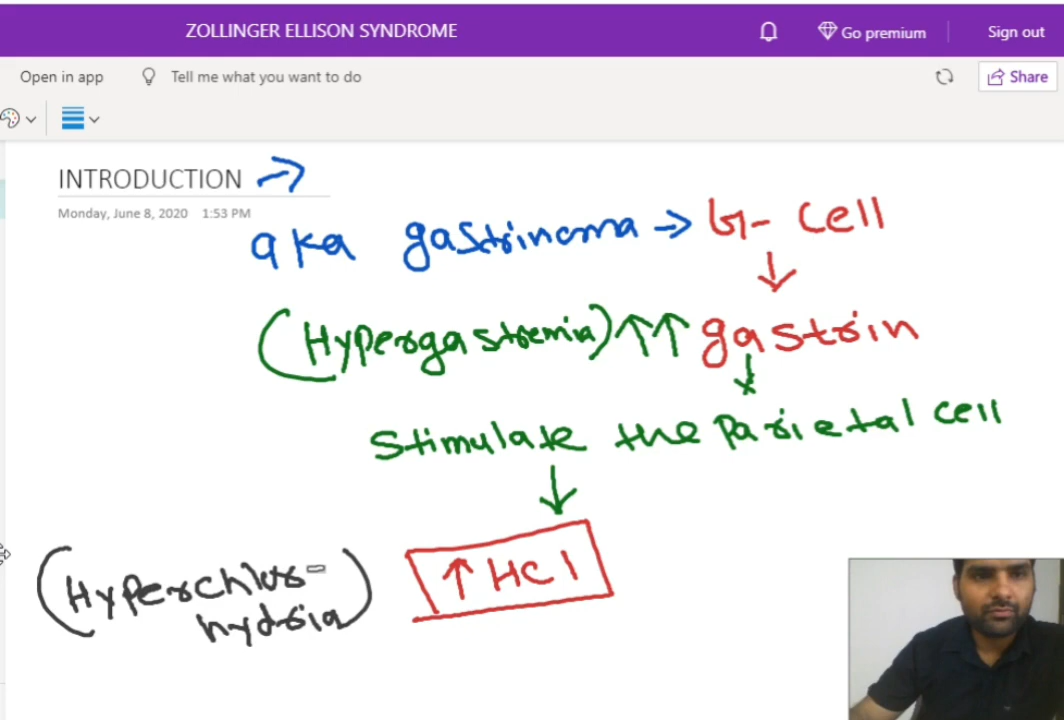 ZOLLINGER ELLISON SYNDROME
Go premium
Sign out
Open in app
Tell me what you want to do
Share
INTRODUCTION →
Monday, June 8, 2020 1:53 PM
aka gastrinoma → G- cell
↓
(Hypergastremia) ↑↑ gastrin
↓
Stimulate the Parietal cell
↓
(Hyperchlor-
hydria)
↑ HCl